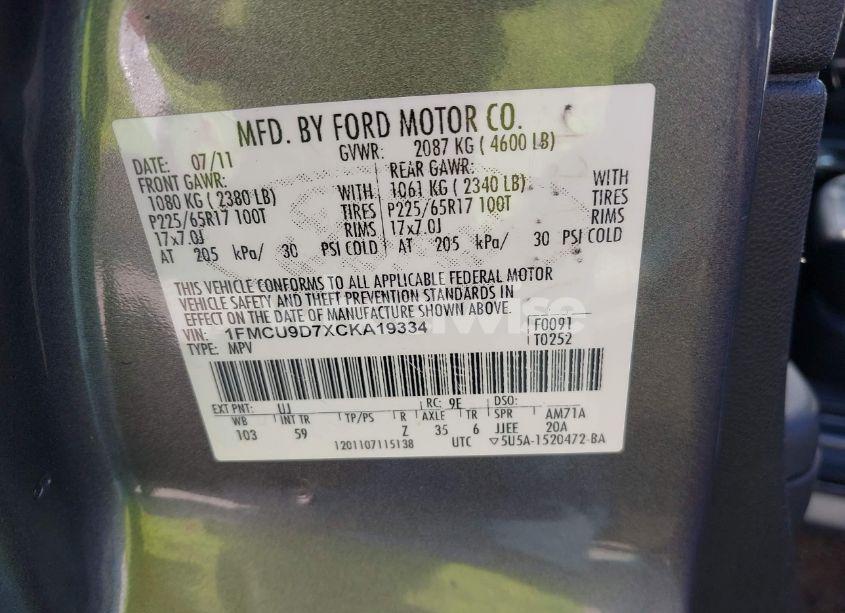 MFD. BY FORD MOTOR CO.
DATE: 07/11 GVWR: 2087 KG ( 4600 LB)
FRONT GAWR: REAR GAWR:
1080 KG ( 2380 LB) WITH 1061 KG ( 2340 LB) WITH
P225/65R17 100T TIRES P225/65R17 100T TIRES
17x7.0J RIMS 17x7.0J RIMS
AT 205 kPa/ 30 PSI COLD AT 205 kPa/ 30 PSI COLD
THIS VEHICLE CONFORMS TO ALL APPLICABLE FEDERAL MOTOR
VEHICLE SAFETY AND THEFT PREVENTION STANDARDS IN
EFFECT ON THE DATE OF MANUFACTURE SHOWN ABOVE.
VIN: 1FMCU9D7XCKA19334 F0091
TYPE: MPV T0252
EXT PNT: UJ RC: 9E DSO:
WB INT TR TP/PS R AXLE TR SPR AM71A
103 59 Z 35 6 JJEE 20A
1201107115138 UTC ▽5U5A-1520472-BA